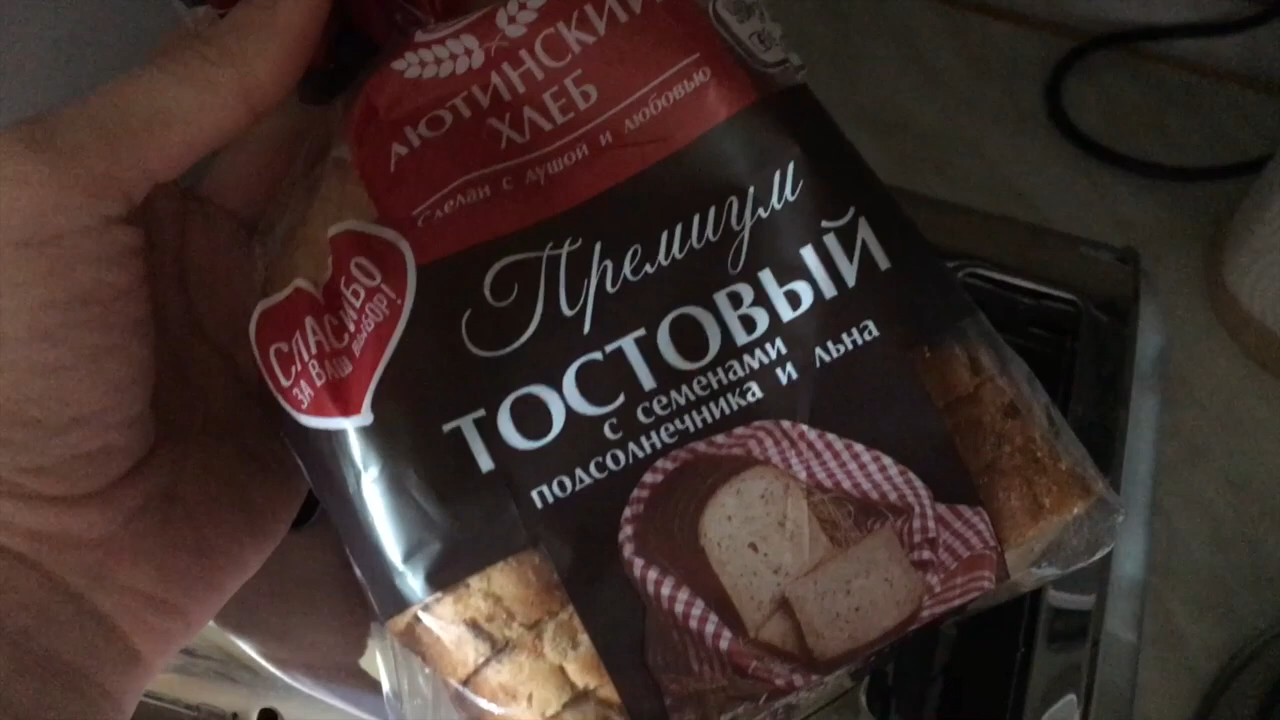 ЛЮТИНСКИЙ
ХЛЕБ
Сделан с душой и любовью
СПАСИБО
ЗА ВАШ ВЫБОР!
Премиум
ТОСТОВЫЙ
с семенами
подсолнечника и льна